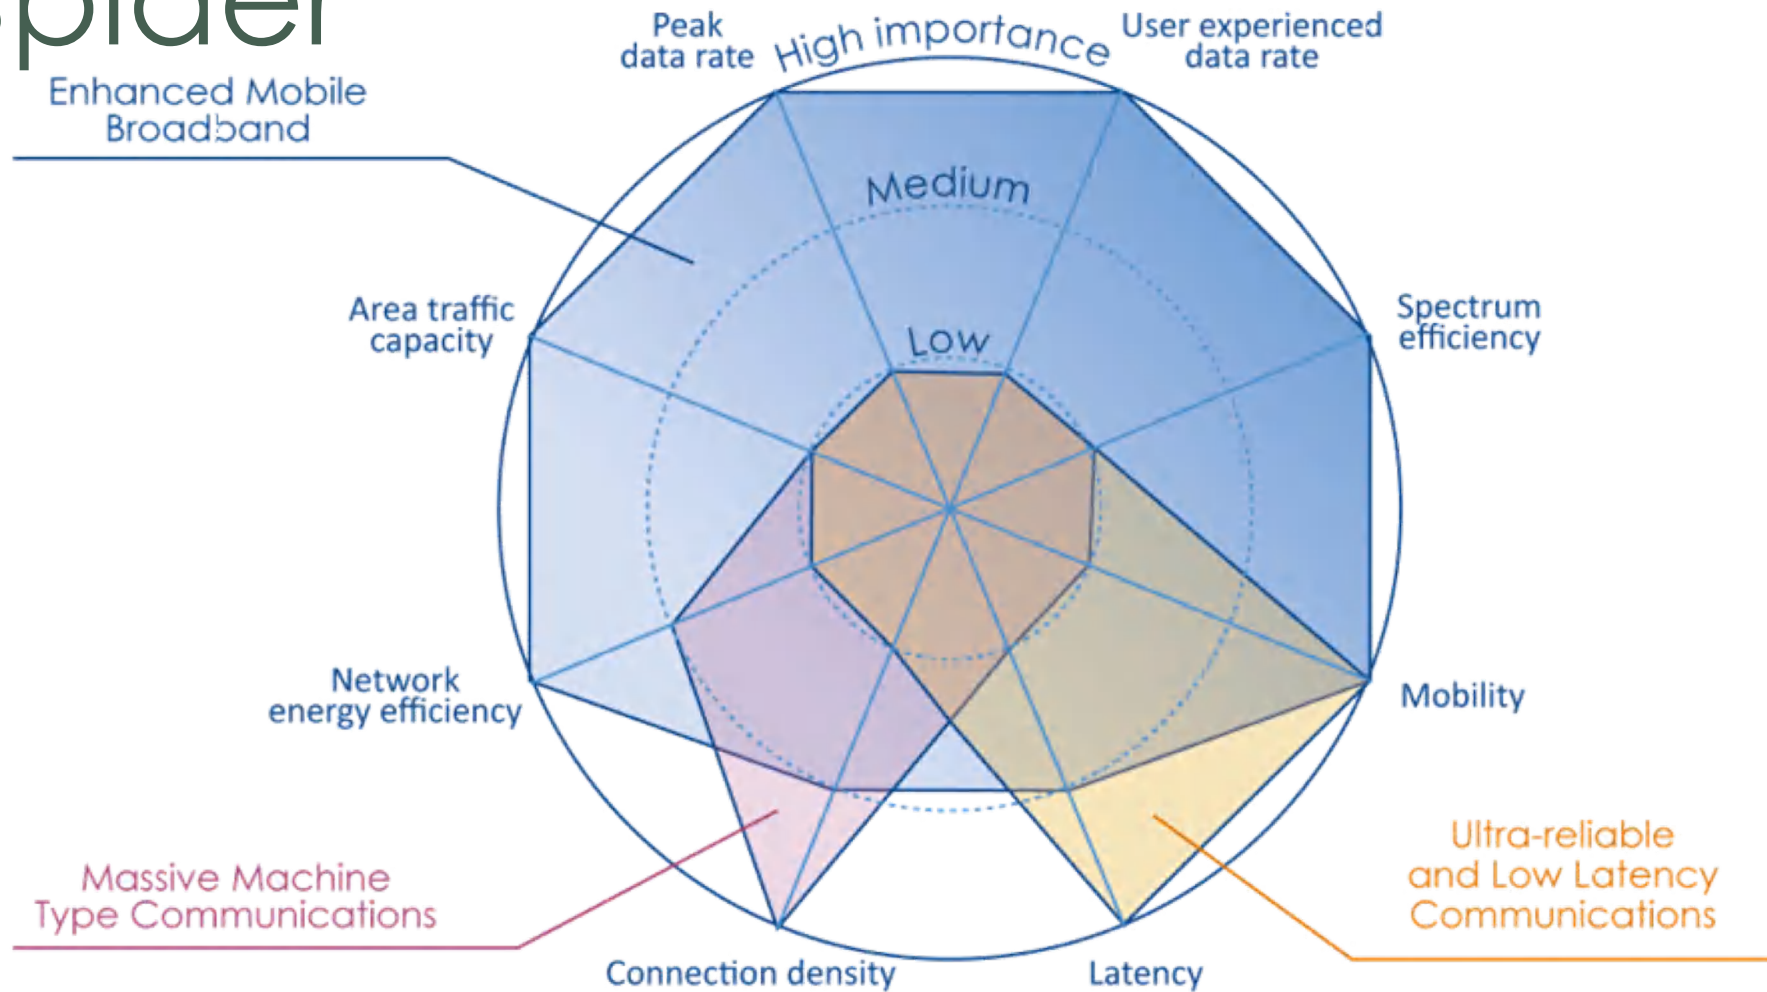 Spider
Peak
data rate
High importance
User experienced
data rate
Enhanced Mobile
Broadband
Medium
Low
Area traffic
capacity
Spectrum
efficiency
Network
energy efficiency
Mobility
Massive Machine
Type Communications
Ultra-reliable
and Low Latency
Communications
Connection density
Latency